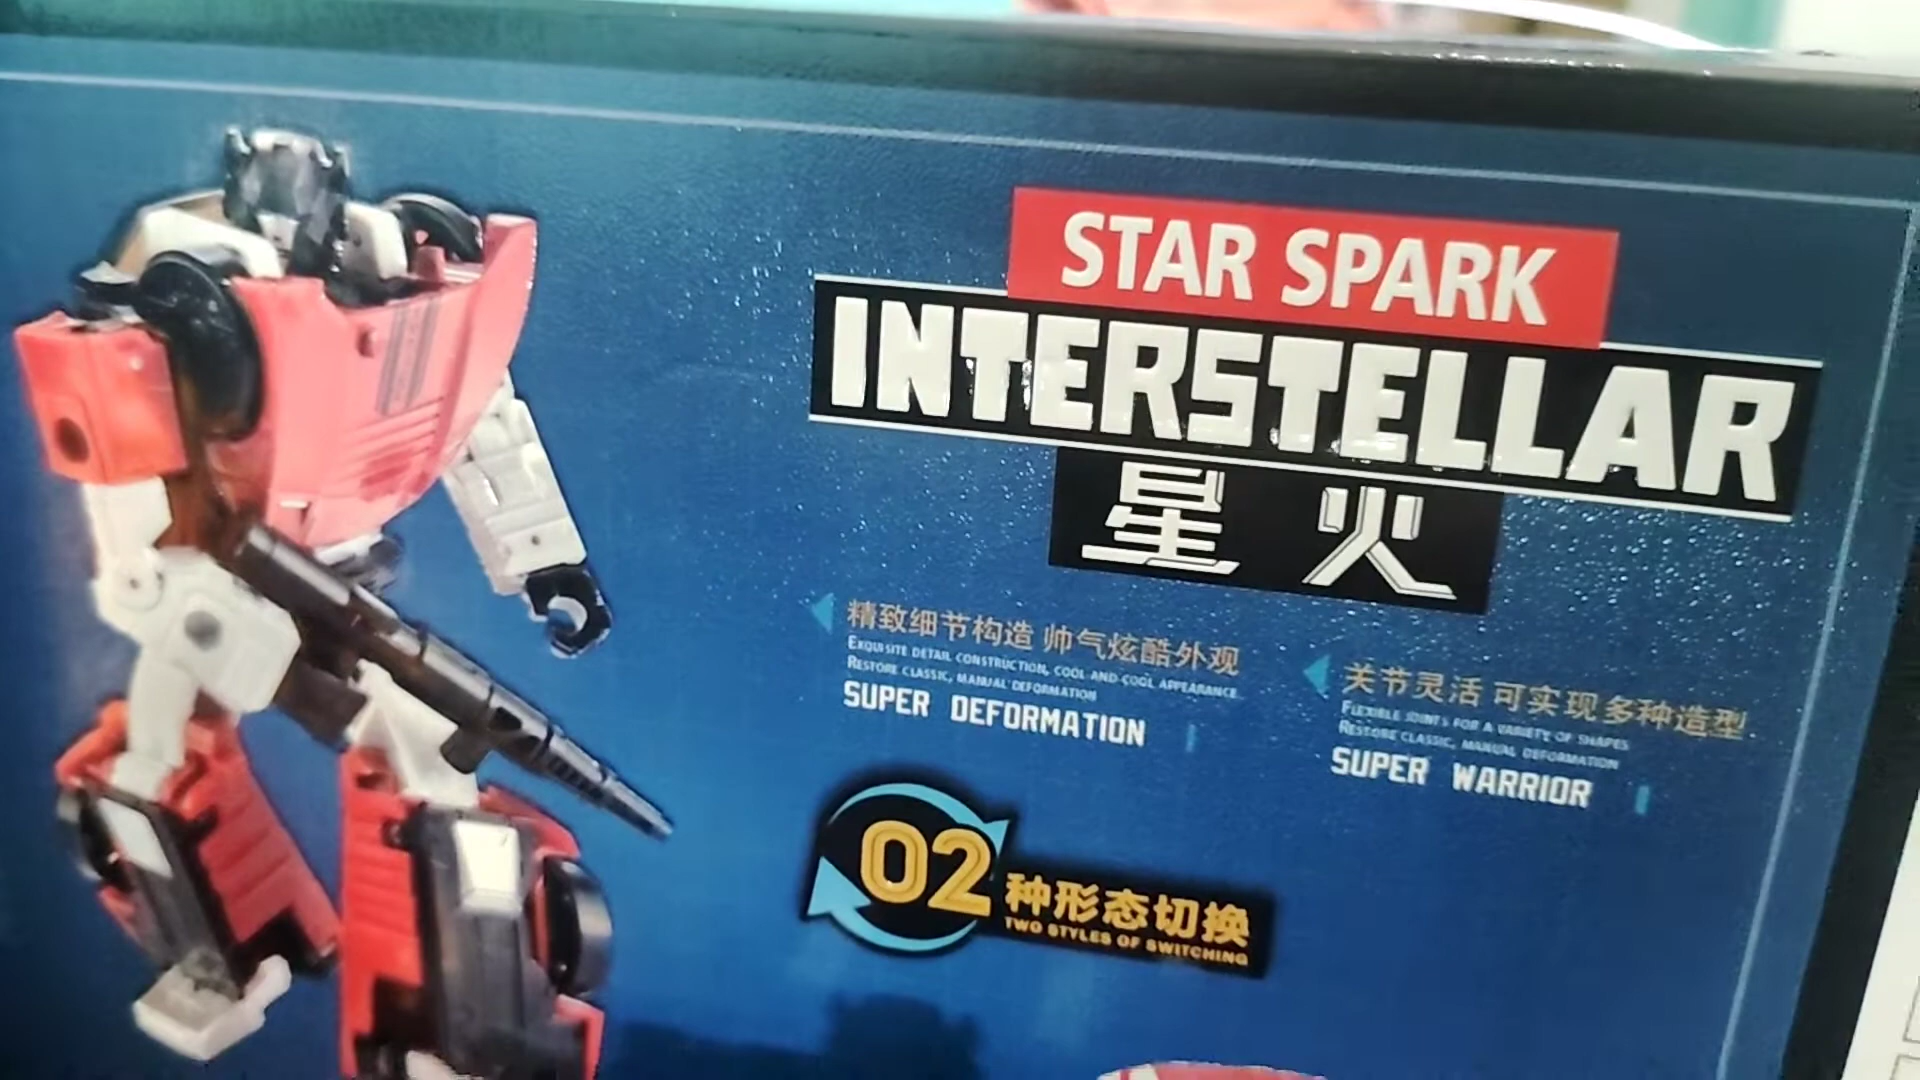 STAR SPARK
INTERSTELLAR
星火
精致细节构造 帅气炫酷外观
EXQUISITE DETAIL CONSTRUCTION, COOL AND COOL APPEARANCE
RESTORE CLASSIC, MANUAL DEFORMATION
SUPER DEFORMATION
关节灵活 可实现多种造型
FLEXIBLE JOINTS FOR A VARIETY OF SHAPES
RESTORE CLASSIC, MANUAL DEFORMATION
SUPER WARRIOR
02种形态切换
TWO STYLES OF SWITCHING